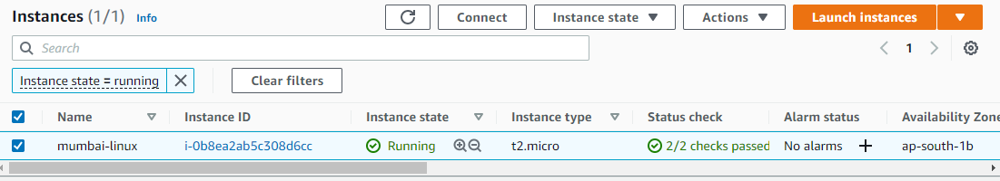 Instances (1/1) Info Connect Instance state Actions Launch instances
Search 1
Instance state = running Clear filters
Name Instance ID Instance state Instance type Status check Alarm status Availability Zone
mumbai-linux i-0b8ea2ab5c308d6cc Running t2.micro 2/2 checks passed No alarms ap-south-1b